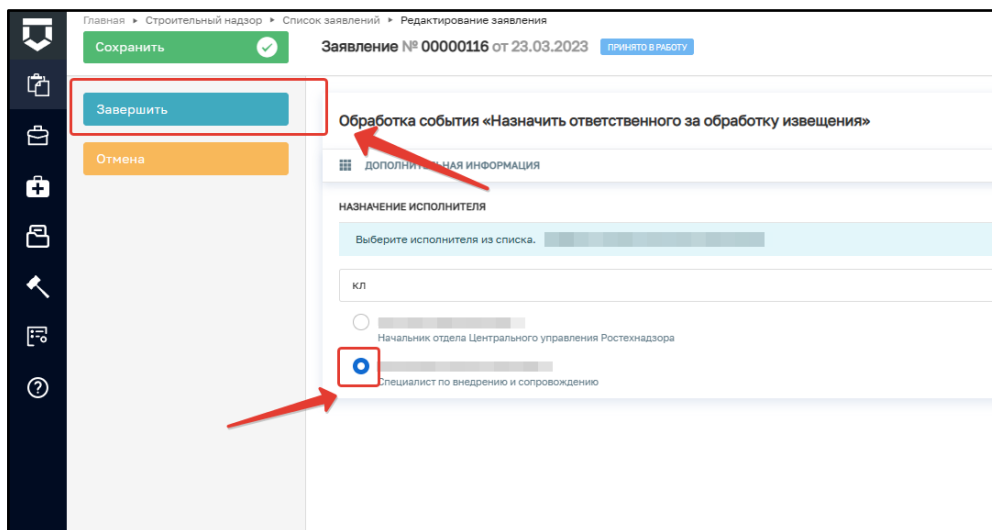 Главная ▸ Строительный надзор ▸ Список заявлений ▸ Редактирование заявления
Сохранить
Заявление № 00000116 от 23.03.2023 ПРИНЯТО В РАБОТУ
Завершить
Отмена
Обработка события «Назначить ответственного за обработку извещения»
ДОПОЛНИТЕЛЬНАЯ ИНФОРМАЦИЯ
НАЗНАЧЕНИЕ ИСПОЛНИТЕЛЯ
Выберите исполнителя из списка.
кл
Начальник отдела Центрального управления Ростехнадзора
Специалист по внедрению и сопровождению